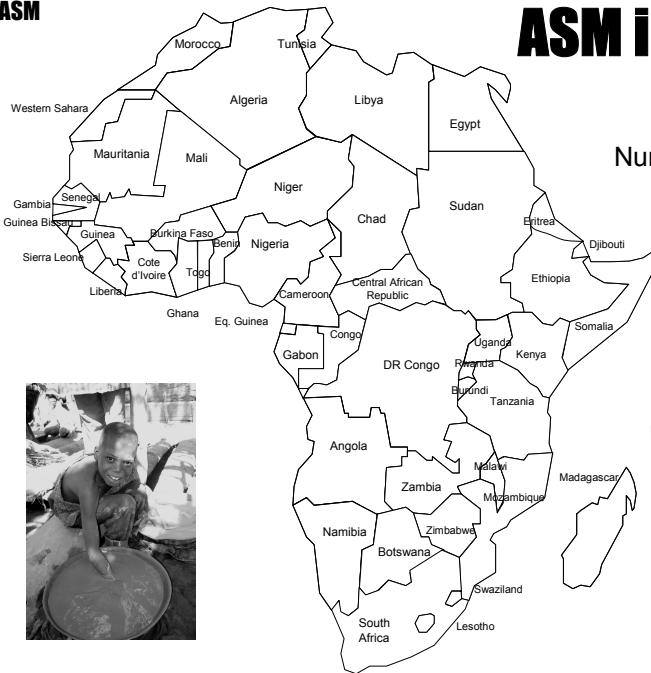 ASM
ASM i
Nun
Morocco
Tunisia
Algeria
Libya
Egypt
Western Sahara
Mauritania
Mali
Niger
Chad
Sudan
Eritrea
Djibouti
Senegal
Gambia
Guinea Bissau
Guinea
Burkina Faso
Benin
Nigeria
Ethiopia
Sierra Leone
Cote
d'Ivoire
Togo
Liberia
Ghana
Cameroon
Central African
Republic
Somalia
Eq. Guinea
Congo
Uganda
Kenya
Gabon
DR Congo
Rwanda
Burundi
Tanzania
Angola
Malawi
Zambia
Mozambique
Madagascar
Namibia
Zimbabwe
Botswana
Swaziland
South
Africa
Lesotho